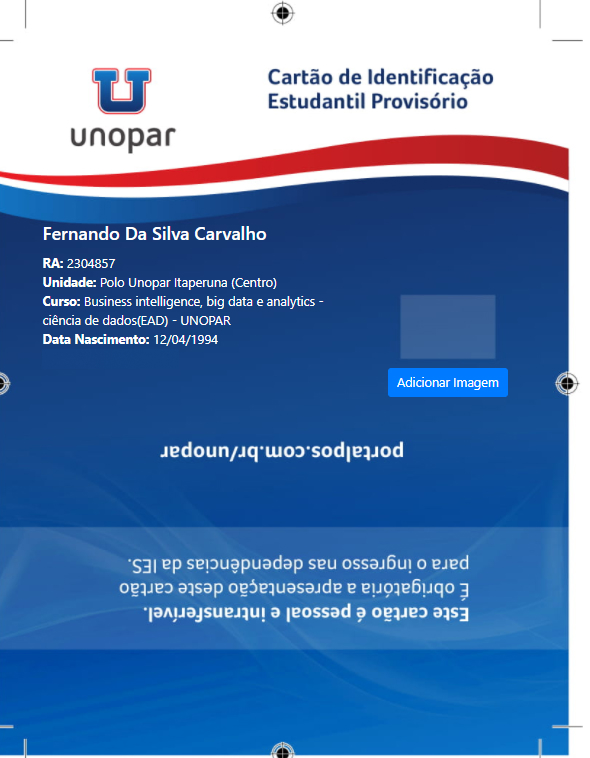 unopar
Cartão de Identificação
Estudantil Provisório
Fernando Da Silva Carvalho
RA: 2304857
Unidade: Polo Unopar Itaperuna (Centro)
Curso: Business intelligence, big data e analytics -
ciência de dados(EAD) - UNOPAR
Data Nascimento: 12/04/1994
Adicionar Imagem
portalpos.com.br/unopar
Este cartão é pessoal e intransferível.
É obrigatória a apresentação deste cartão
para o ingresso nas dependências da IES.